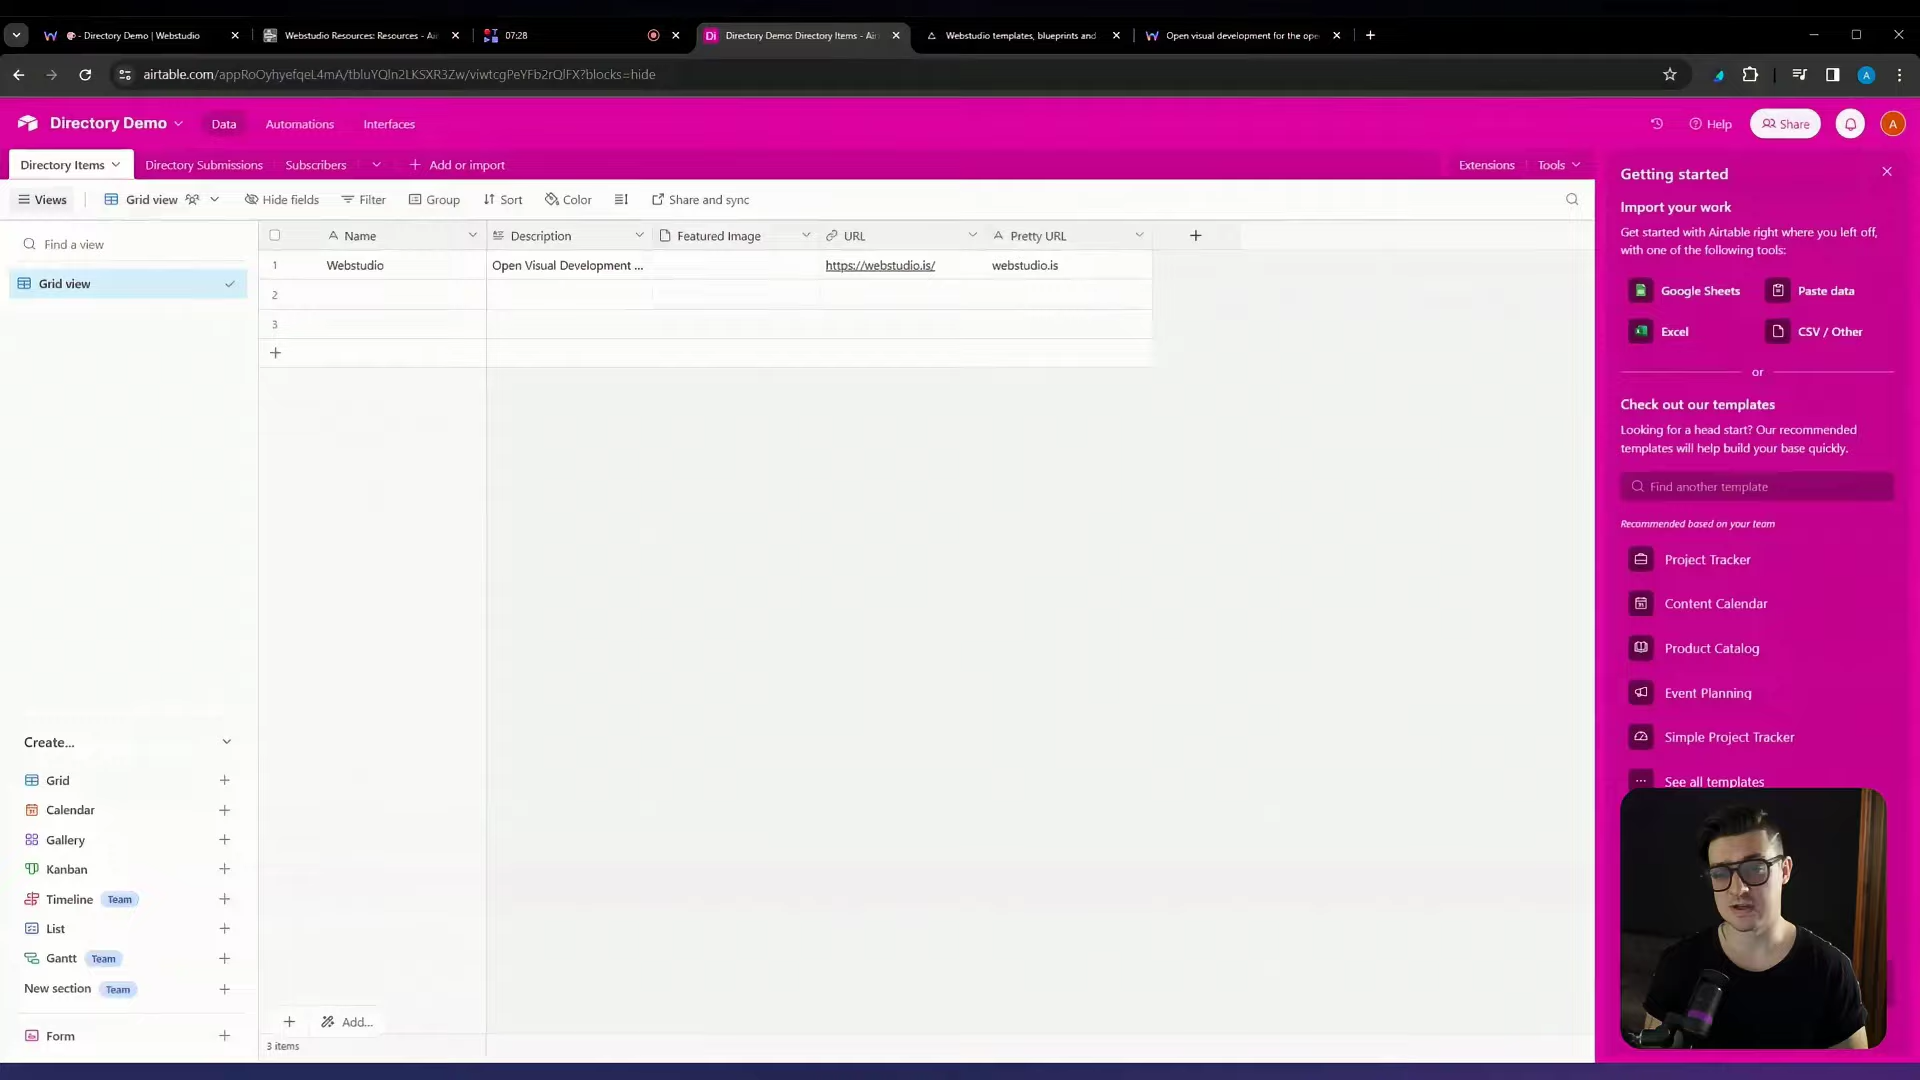 - Directory Demo | Webstudio
Webstudio Resources: Resources - Ai
07:28
Di
Directory Demo: Directory Items - Air
Webstudio templates, blueprints and
Open visual development for the ope
airtable.com/appRoOyhyefqeL4mA/tbluYQln2LKSXR3Zw/viwtcgPeYFb2rQlFX?blocks=hide
A
Directory Demo
Data
Automations
Interfaces
Help
Share
A
Directory Items
Directory Submissions
Subscribers
Add or import
Extensions
Tools
Views
Grid view
Hide fields
Filter
Group
Sort
Color
Share and sync
Find a view
Grid view
Name
Description
Featured Image
URL
Pretty URL
1
Webstudio
Open Visual Development ...
https://webstudio.is/
webstudio.is
2
3
Create...
Grid
Calendar
Gallery
Kanban
Timeline Team
List
Gantt Team
New section Team
Form
Add...
3 items
Getting started
Import your work
Get started with Airtable right where you left off,
with one of the following tools:
Google Sheets
Paste data
Excel
CSV / Other
or
Check out our templates
Looking for a head start? Our recommended
templates will help build your base quickly.
Find another template
Recommended based on your team
Project Tracker
Content Calendar
Product Catalog
Event Planning
Simple Project Tracker
See all templates